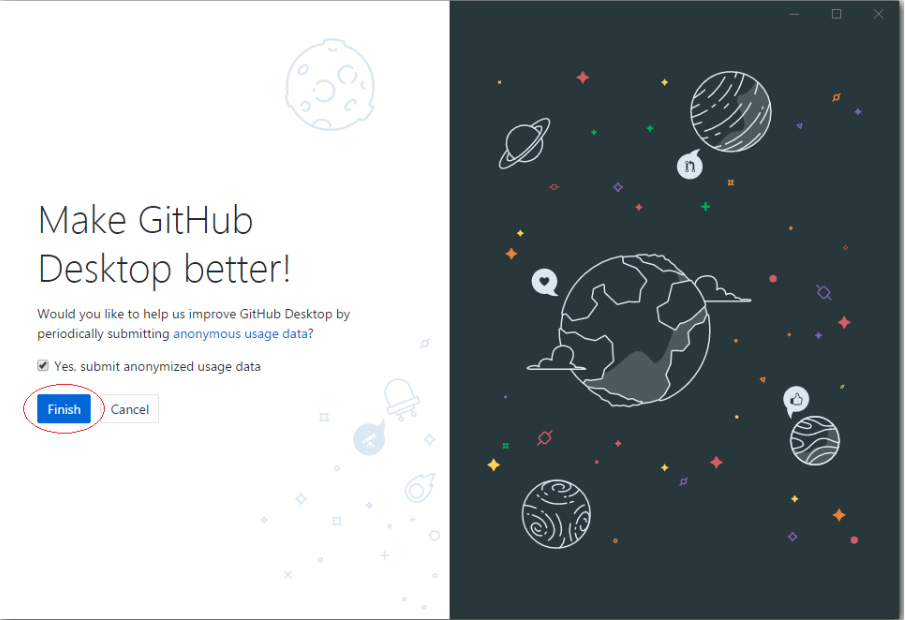 Make GitHub
Desktop better!
Would you like to help us improve GitHub Desktop by
periodically submitting anonymous usage data?
Yes, submit anonymized usage data
Finish Cancel